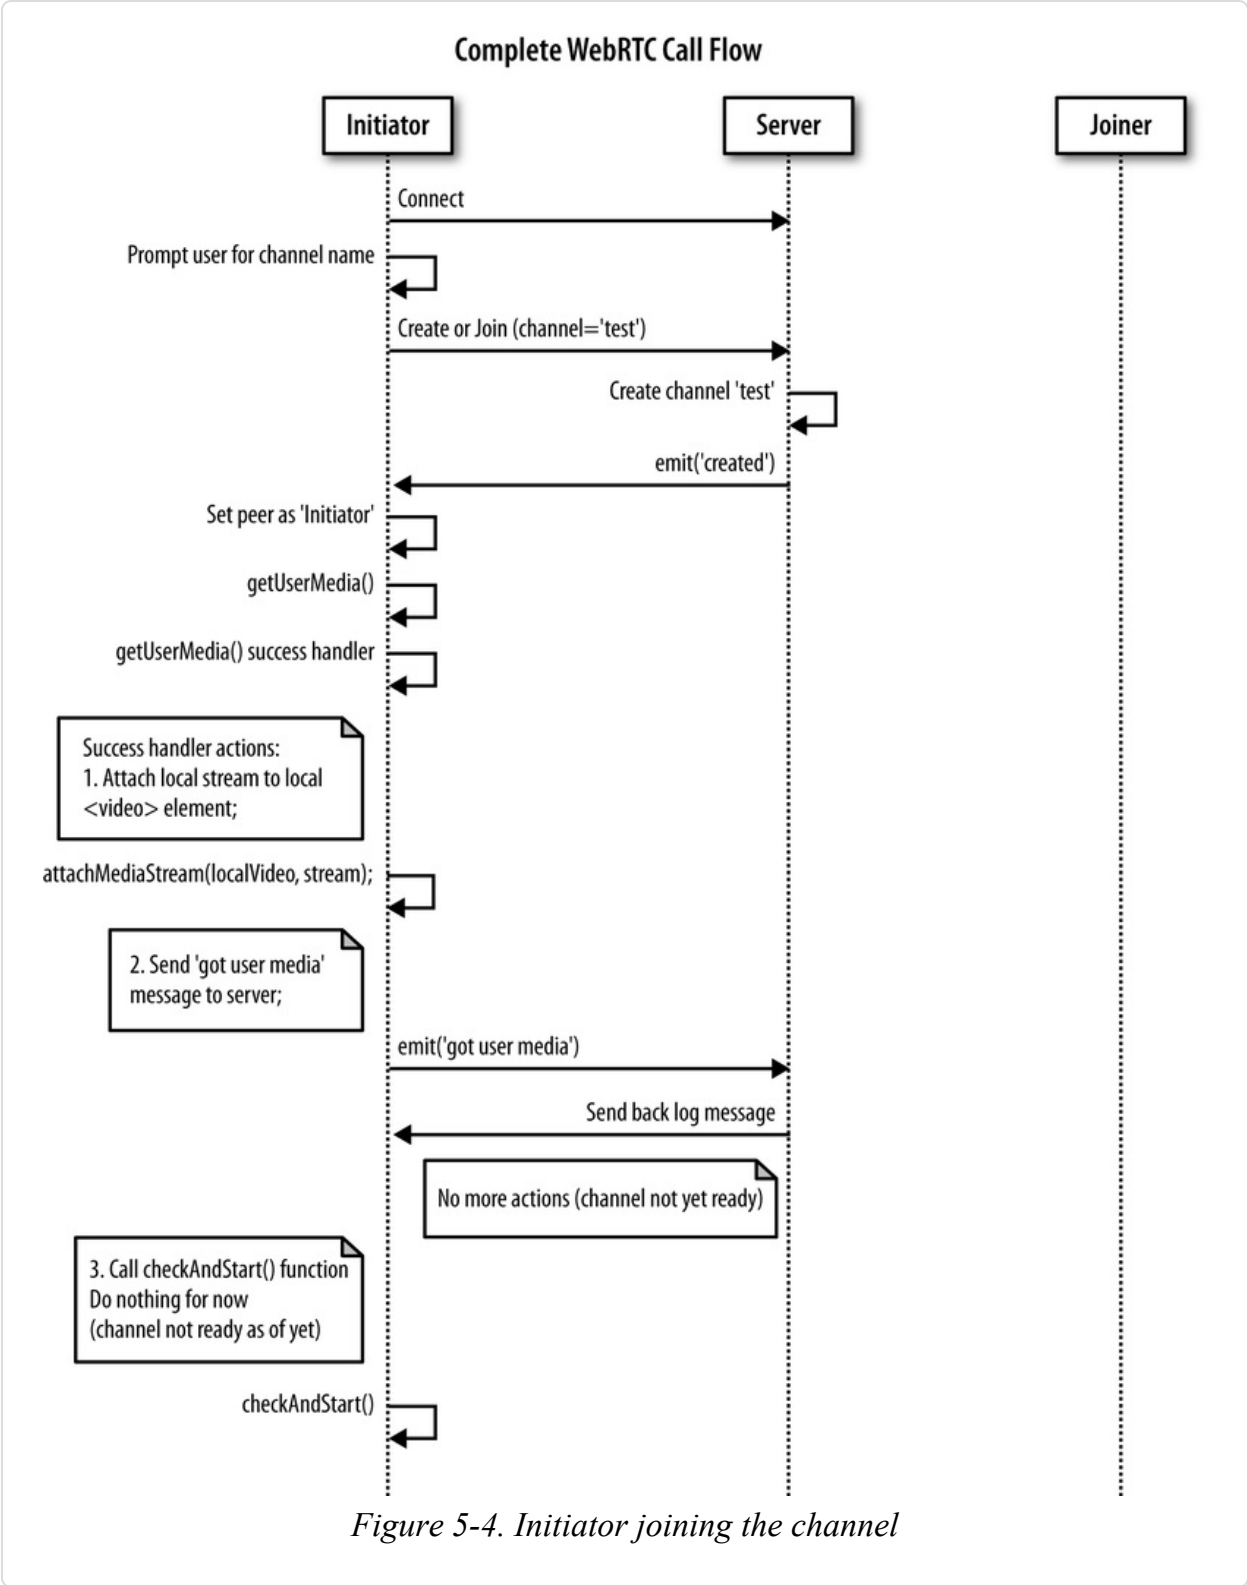 Complete WebRTC Call Flow
Initiator
Server
Joiner
Connect
Prompt user for channel name
Create or Join (channel='test')
Create channel 'test'
emit('created')
Set peer as 'Initiator'
getUserMedia()
getUserMedia() success handler
Success handler actions:
1. Attach local stream to local
<video> element;
attachMediaStream(localVideo, stream);
2. Send 'got user media'
message to server;
emit('got user media')
Send back log message
No more actions (channel not yet ready)
3. Call checkAndStart() function
Do nothing for now
(channel not ready as of yet)
checkAndStart()
Figure 5-4. Initiator joining the channel